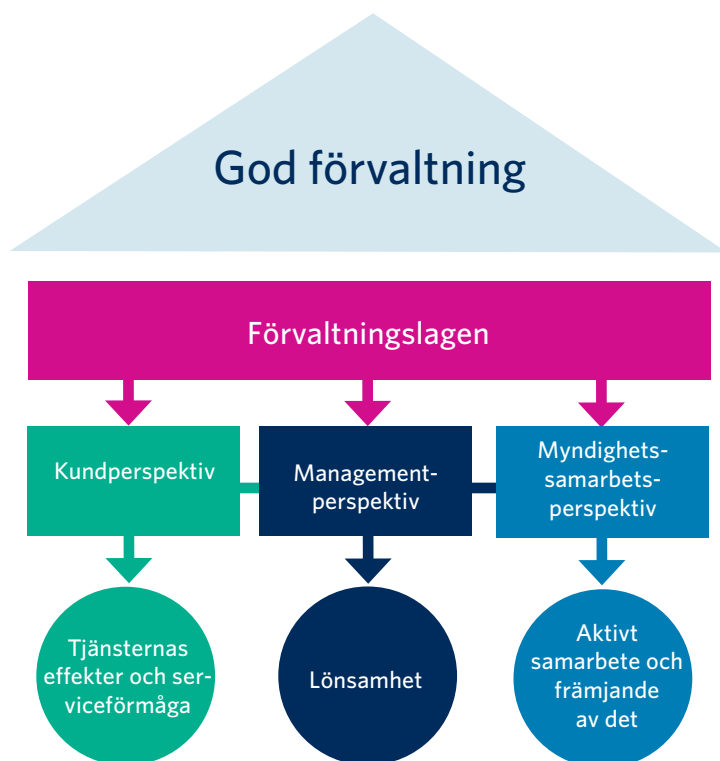 God förvaltning
Förvaltningslagen
Kundperspektiv
Management-
perspektiv
Myndighets-
samarbets-
perspektiv
Tjänsternas
effekter och ser-
viceförmåga
Lönsamhet
Aktivt
samarbete och
främjande
av det